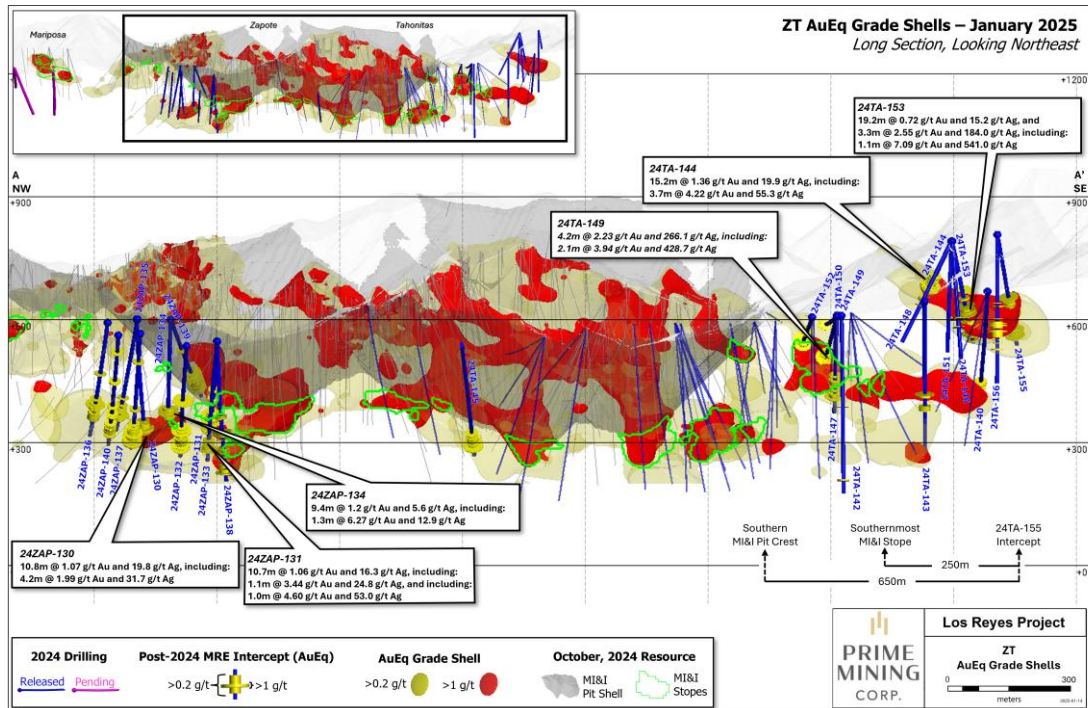 ZT AuEq Grade Shells – January 2025
Long Section, Looking Northeast
Mariposa
Zapote
Tahonitas
+1200
A
NW
A'
SE
+900
+900
+600
+600
+300
+300
+0
24TA-153
19.2m @ 0.72 g/t Au and 15.2 g/t Ag, and
3.3m @ 2.55 g/t Au and 184.0 g/t Ag, including:
1.1m @ 7.09 g/t Au and 541.0 g/t Ag
24TA-144
15.2m @ 1.36 g/t Au and 19.9 g/t Ag, including:
3.7m @ 4.22 g/t Au and 55.3 g/t Ag
24TA-149
4.2m @ 2.23 g/t Au and 266.1 g/t Ag, including:
2.1m @ 3.94 g/t Au and 428.7 g/t Ag
24ZAP-135
24ZAP-139
24TA-152
24TA-150
24TA-149
24TA-144
24TA-153
24TA-148
24TA-151
24TA-140
24TA-156
24TA-155
24TA-147
24TA-142
24TA-143
24ZAP-136
24ZAP-140
24ZAP-137
24ZAP-130
24ZAP-132
24ZAP-131
24ZAP-133
24ZAP-138
24ZAP-134
9.4m @ 1.2 g/t Au and 5.6 g/t Ag, including:
1.3m @ 6.27 g/t Au and 12.9 g/t Ag
24ZAP-130
10.8m @ 1.07 g/t Au and 19.8 g/t Ag, including:
4.2m @ 1.99 g/t Au and 31.7 g/t Ag
24ZAP-131
10.7m @ 1.06 g/t Au and 16.3 g/t Ag, including:
1.1m @ 3.44 g/t Au and 24.8 g/t Ag, and including:
1.0m @ 4.60 g/t Au and 53.0 g/t Ag
Southern
MI&I Pit Crest
Southernmost
MI&I Stope
24TA-155
Intercept
250m
650m
2024 Drilling
Released
Pending
Post-2024 MRE Intercept (AuEq)
>0.2 g/t
>1 g/t
AuEq Grade Shell
>0.2 g/t
>1 g/t
October, 2024 Resource
MI&I
Pit Shell
MI&I
Stopes
PRIME
MINING
CORP.
Los Reyes Project
ZT
AuEq Grade Shells
0
300
meters